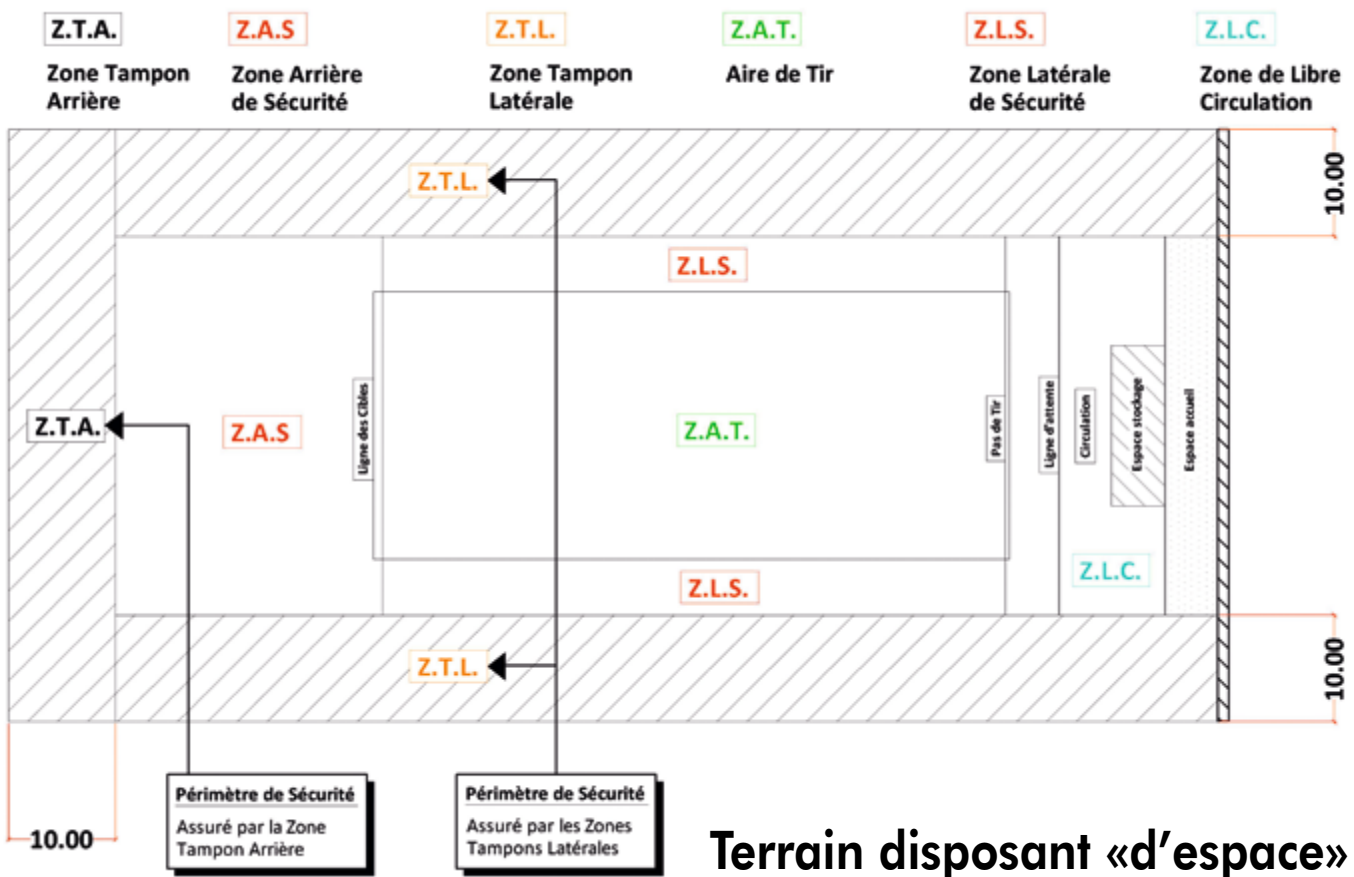 Z.T.A.
Zone Tampon
Arrière
Z.A.S
Zone Arrière
de Sécurité
Z.T.L.
Zone Tampon
Latérale
Z.A.T.
Aire de Tir
Z.L.S.
Zone Latérale
de Sécurité
Z.L.C.
Zone de Libre
Circulation
Z.T.L.
10.00
Z.L.S.
Z.T.A.
Z.A.S
Ligne des Cibles
Z.A.T.
Pas de Tir
Ligne d'attente
Circulation
Espace stockage
Espace accueil
Z.L.S.
Z.L.C.
Z.T.L.
10.00
10.00
Périmètre de Sécurité
Assuré par la Zone
Tampon Arrière
Périmètre de Sécurité
Assuré par les Zones
Tampons Latérales
Terrain disposant «d’espace»